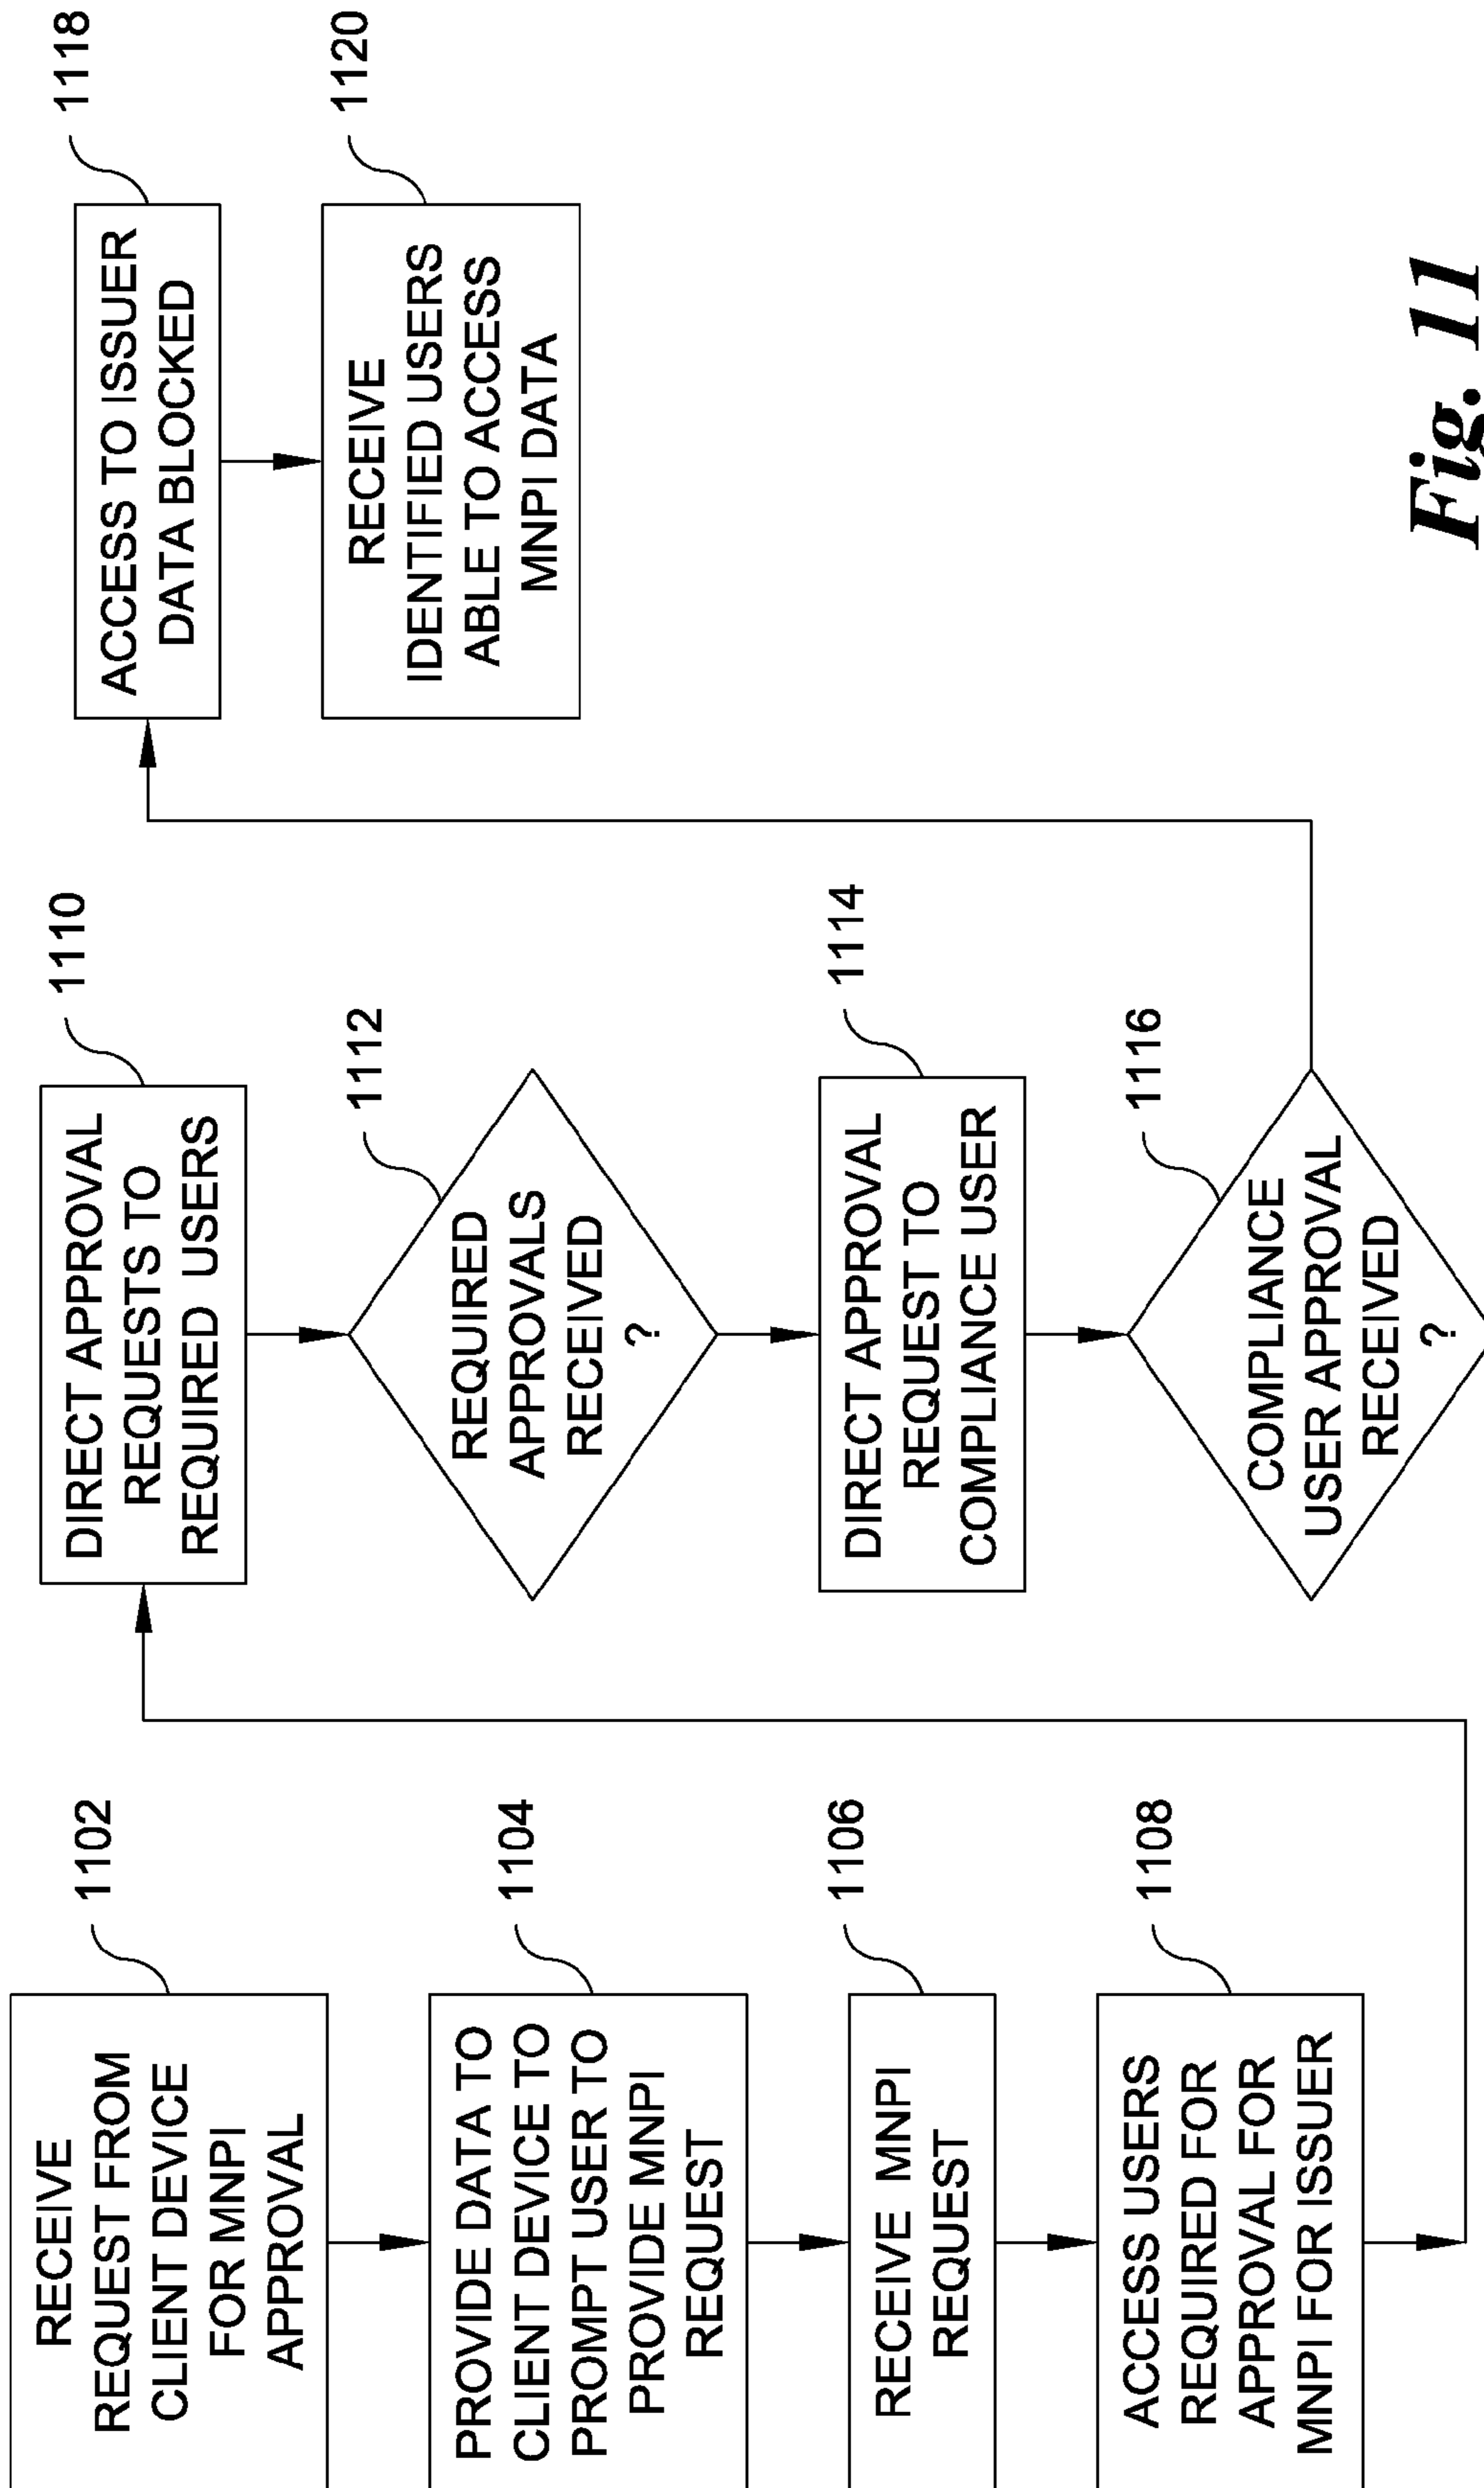 RECEIVE
REQUEST FROM
CLIENT DEVICE
FOR MNPI
APPROVAL
1102
PROVIDE DATA TO
CLIENT DEVICE TO
PROMPT USER TO
PROVIDE MNPI
REQUEST
1104
RECEIVE MNPI
REQUEST
1106
ACCESS USERS
REQUIRED FOR
APPROVAL FOR
MNPI FOR ISSUER
1108
DIRECT APPROVAL
REQUESTS TO
REQUIRED USERS
1110
REQUIRED
APPROVALS
RECEIVED
?
1112
DIRECT APPROVAL
REQUEST TO
COMPLIANCE USER
1114
COMPLIANCE
USER APPROVAL
RECEIVED
?
1116
ACCESS TO ISSUER
DATA BLOCKED
1118
RECEIVE
IDENTIFIED USERS
ABLE TO ACCESS
MNPI DATA
1120
Fig. 11